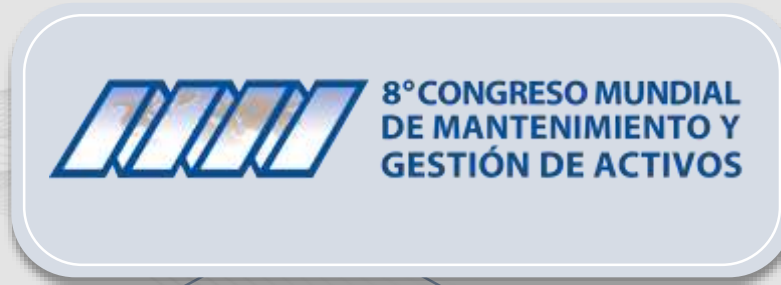 8° CONGRESO MUNDIAL
DE MANTENIMIENTO Y
GESTIÓN DE ACTIVOS